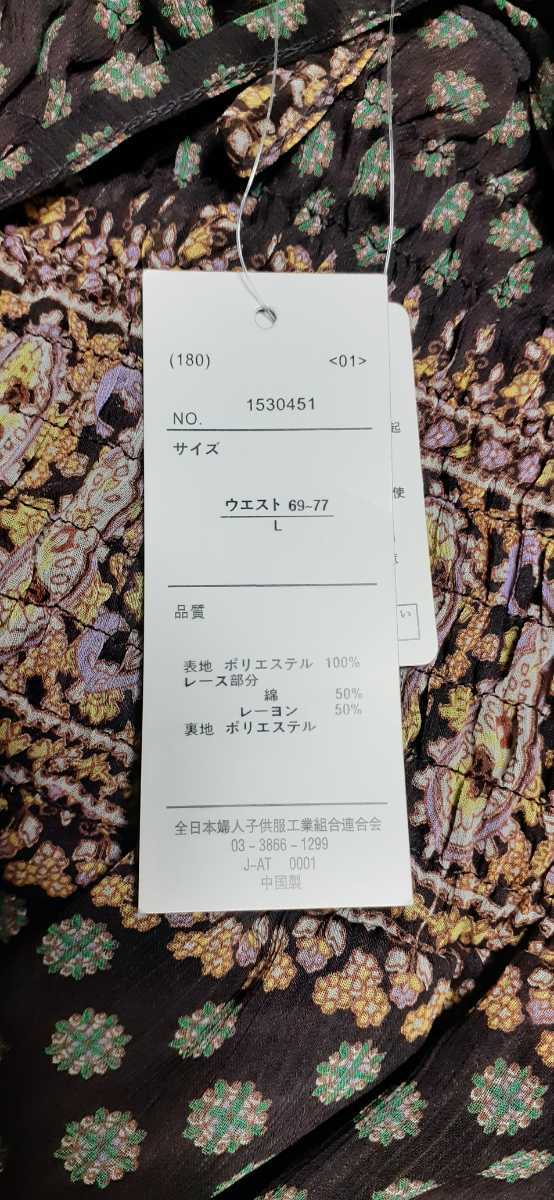 (180) <01>
NO. 1530451
サイズ
ウエスト 69~77
L
品質
表地 ポリエステル 100%
レース部分
綿 50%
レーヨン 50%
裏地 ポリエステル
全日本婦人子供服工業組合連合会
03-3866-1299
J-AT 0001
中国製
起
使
い